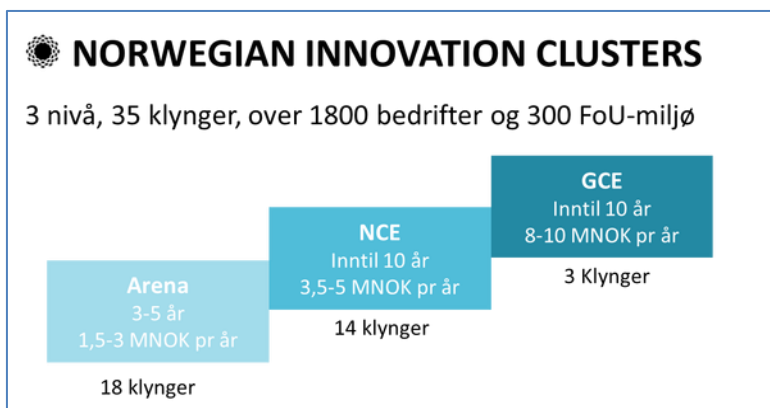 NORWEGIAN INNOVATION CLUSTERS
3 nivå, 35 klynger, over 1800 bedrifter og 300 FoU-miljø
Arena
3-5 år
1,5-3 MNOK pr år
18 klynger
NCE
Inntil 10 år
3,5-5 MNOK pr år
14 klynger
GCE
Inntil 10 år
8-10 MNOK pr år
3 Klynger